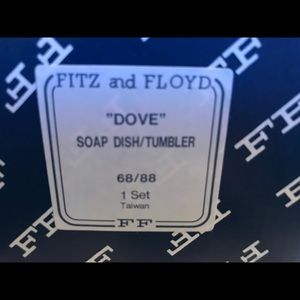 FITZ and FLOYD
"DOVE"
SOAP DISH/TUMBLER
68/88
1 Set
Taiwan
FF